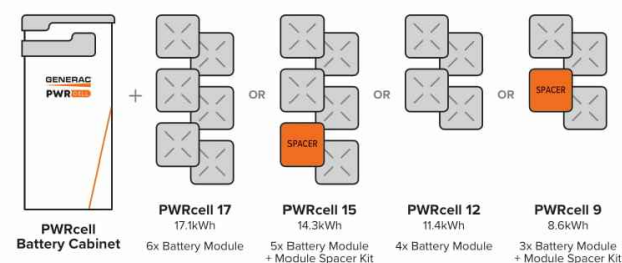 GENERAC
PWRcell
+
OR
SPACER
OR
OR
SPACER
PWRcell
Battery Cabinet
PWRcell 17
17.1kWh
6x Battery Module
PWRcell 15
14.3kWh
5x Battery Module
+ Module Spacer Kit
PWRcell 12
11.4kWh
4x Battery Module
PWRcell 9
8.6kWh
3x Battery Module
+ Module Spacer Kit